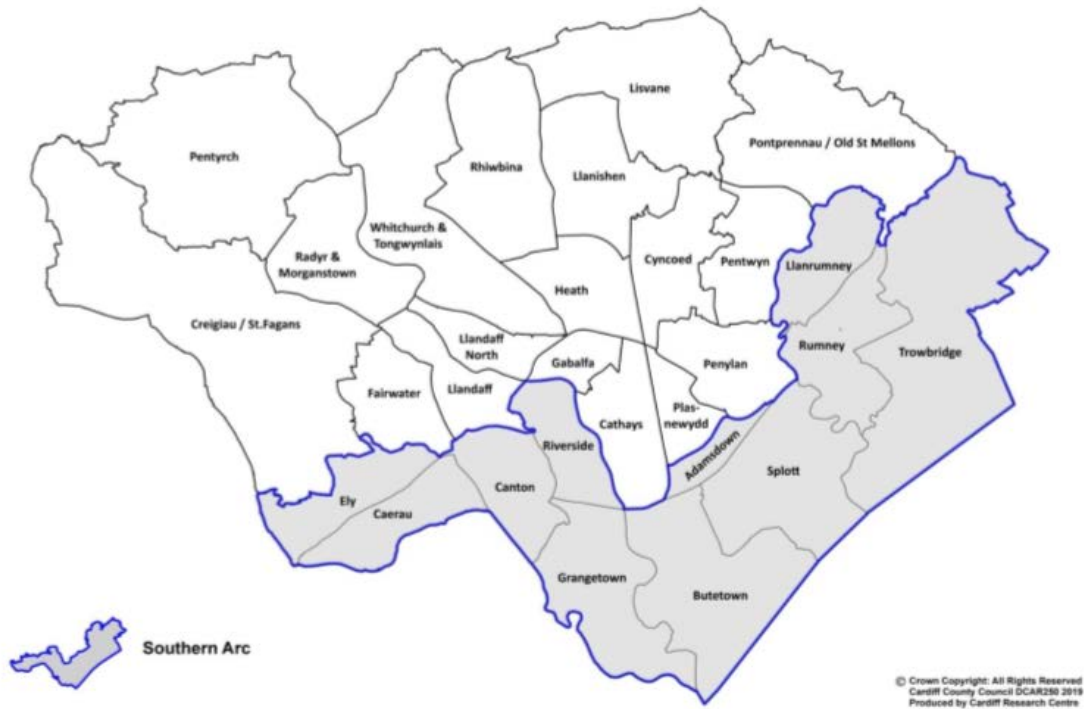 Lisvane
Pontprennau / Old St Mellons
Pentyrch
Rhiwbina
Llanishen
Whitchurch &
Tongwynlais
Radyr &
Morganstown
Cyncoed
Pentwyn
Llanrumney
Heath
Creigiau / St.Fagans
Llandaff
North
Rumney
Trowbridge
Gabalfa
Penylan
Fairwater
Llandaff
Plas-
newydd
Cathays
Riverside
Adamsdown
Splott
Canton
Ely
Caerau
Grangetown
Butetown
Southern Arc
© Crown Copyright: All Rights Reserved
Cardiff County Council DCAR250 2019
Produced by Cardiff Research Centre